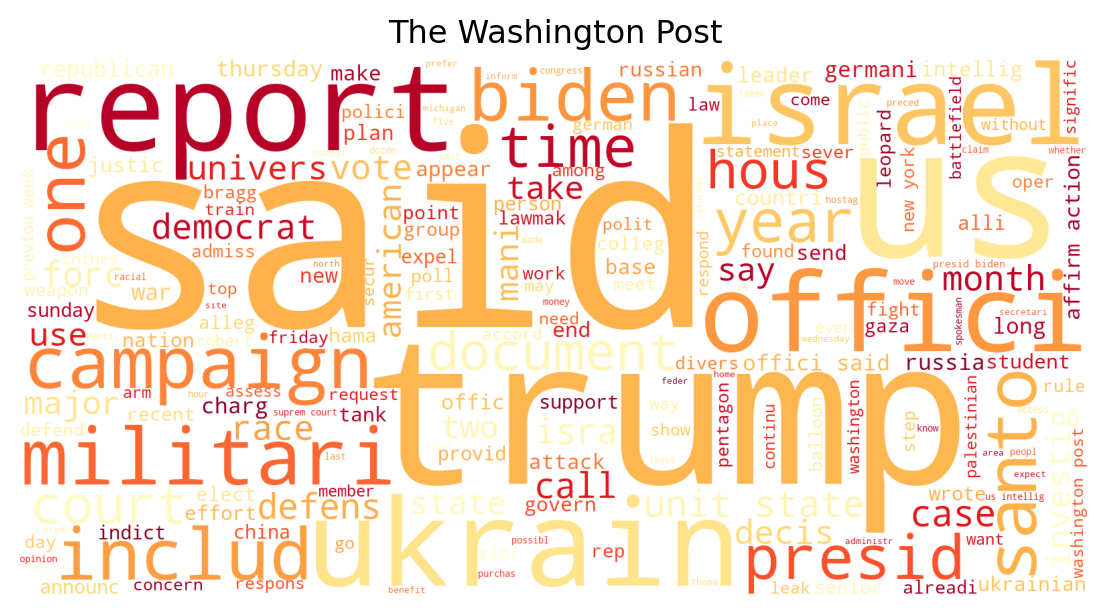 The Washington Post
republican
thursday
make
prefer
inform
congress
russian
leader
germani
intellig
signific
report
biden
israel
polici
michigan
five
law
taken
come
preced
battlefield
without
plan
german
place
public
claim
whether
one
justic
univers
vote
appear
time
among
statement
sever
leopard
new york
hous
us
said
bragg
train
american
take
person
countri
oper
affirm action
previou week
democrat
point
group
lawmak
mani
polit
colleg
year
alli
admiss
racial
north
expel
made
base
respond
found
send
presid biden
forc
weapon
war
top
new
secur
poll
first
work
may
meet
say
move
month
sunday
site
money
offici
fight
secretari
use
alleg
robert
hama
need
gaza
spokesman
long
nation
friday
accord
end
even
wednesday
campaign
document
divers
offici said
russia
student
trump
arm
hour
assess
request
feder
home
santo
rule
major
recent
charg
suprem court
tank
offic
support
way
balloon
access
defend
race
two
isra
show
pentagon
continu
washington
step
know
palestinian
area
peopl
investig
militari
last
provid
attack
least
expect
court
elect
effort
defens
member
call
state
unit state
wrote
us intellig
washington post
govern
decis
case
day
indict
china
ukrain
want
opinion
includ
go
possibl
rep
presid
administr
announc
concern
respons
purchas
benefit
thoma
leak
senior
alreadi
ukrainian